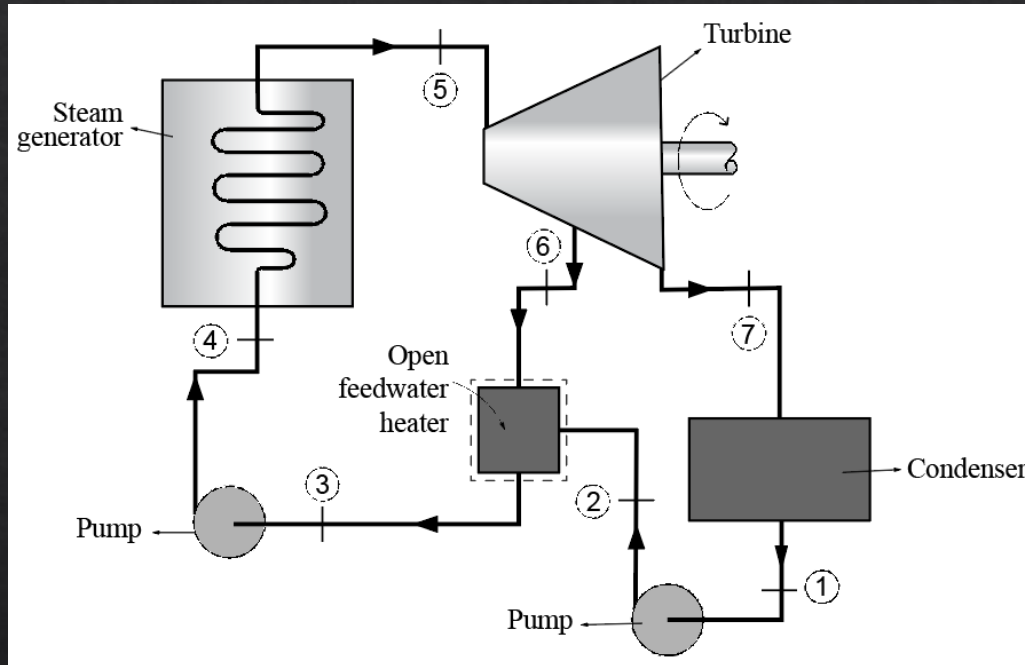 Turbine
5
Steam
generator
6
7
4
Open
feedwater
heater
Condenser
3
2
Pump
1
Pump